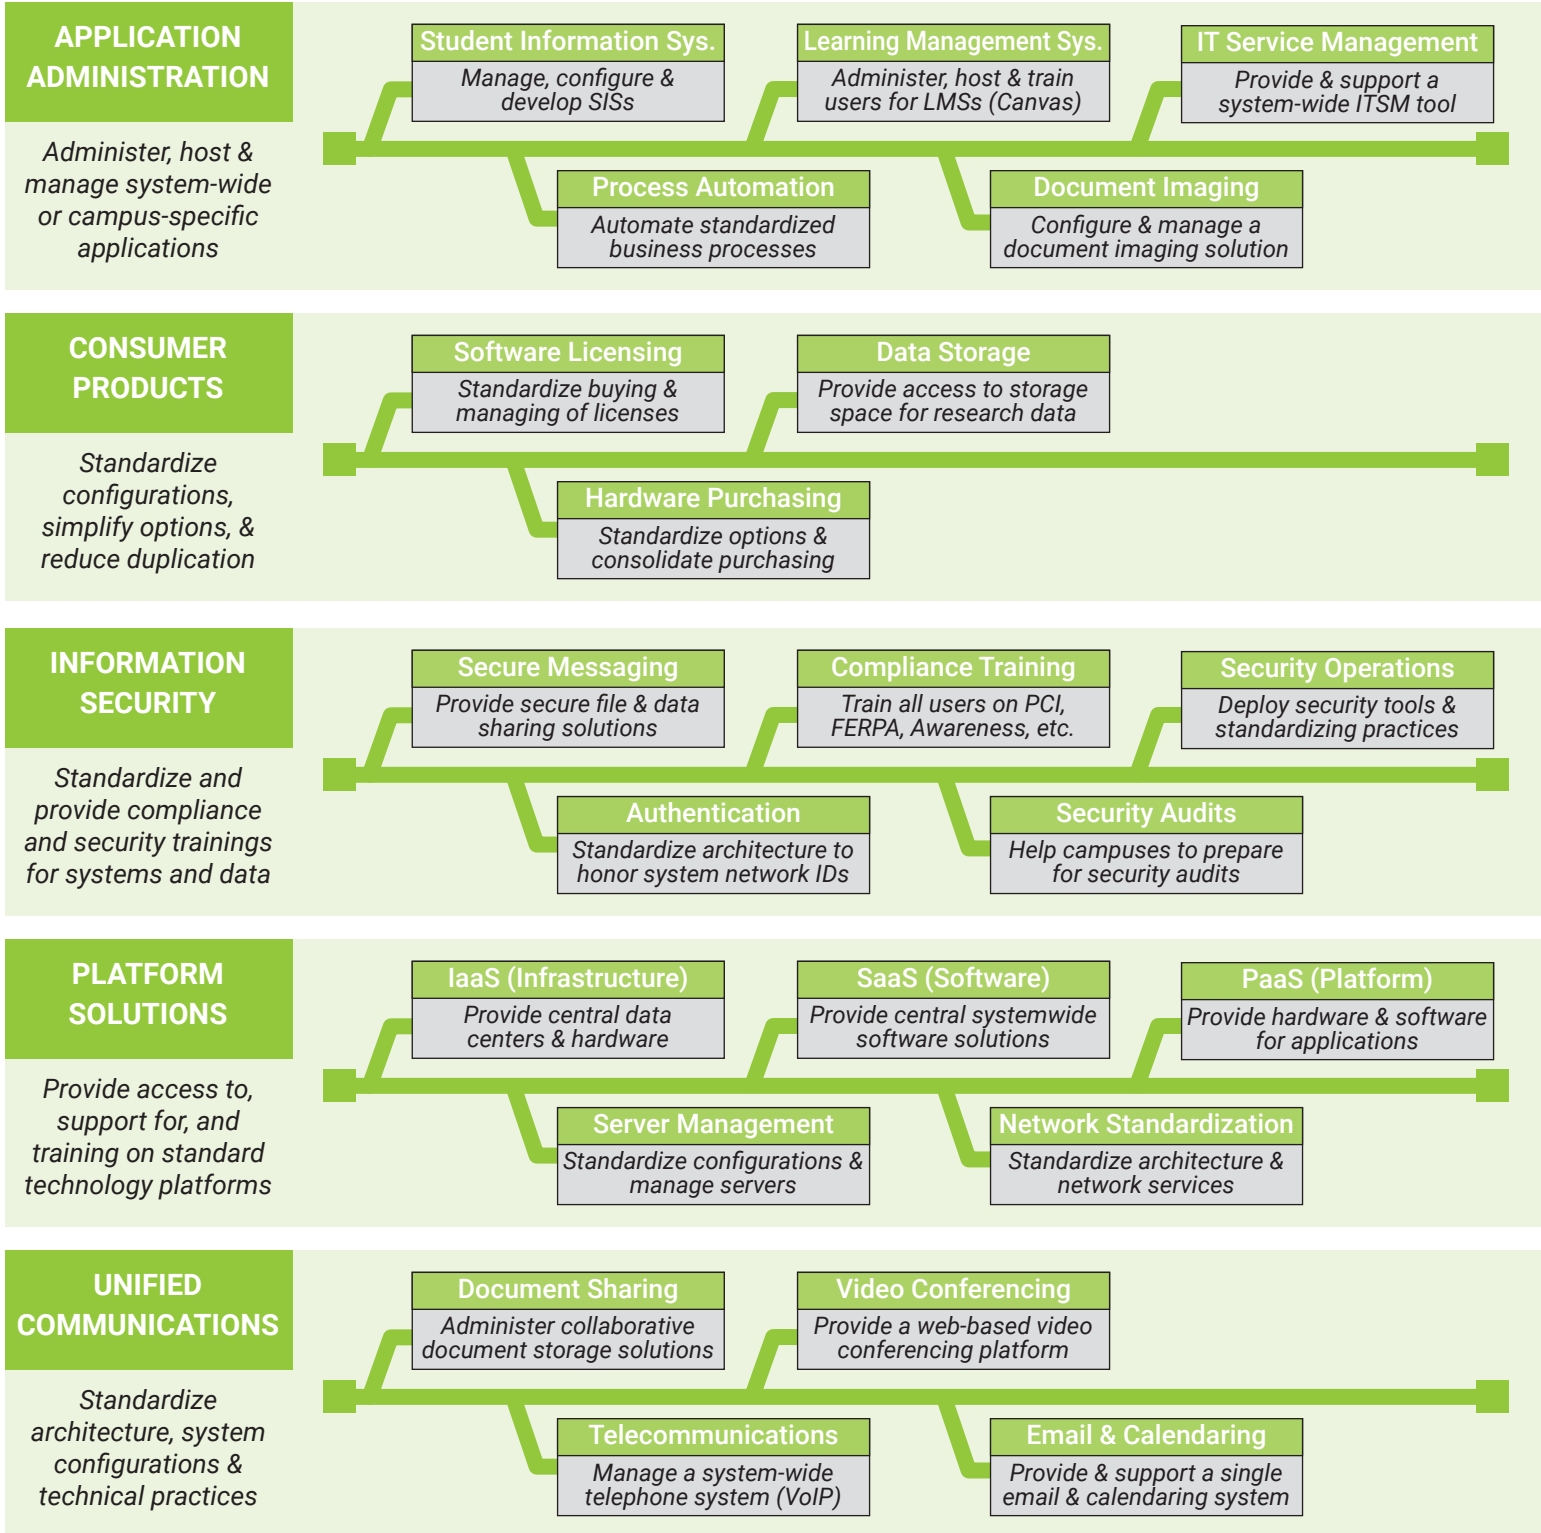 APPLICATION
ADMINISTRATION
Administer, host &
manage system-wide
or campus-specific
applications
Student Information Sys.
Manage, configure &
develop SISs
Learning Management Sys.
Administer, host & train
users for LMSs (Canvas)
IT Service Management
Provide & support a
system-wide ITSM tool
Process Automation
Automate standardized
business processes
Document Imaging
Configure & manage a
document imaging solution
CONSUMER
PRODUCTS
Standardize
configurations,
simplify options, &
reduce duplication
Software Licensing
Standardize buying &
managing of licenses
Data Storage
Provide access to storage
space for research data
Hardware Purchasing
Standardize options &
consolidate purchasing
INFORMATION
SECURITY
Standardize and
provide compliance
and security trainings
for systems and data
Secure Messaging
Provide secure file & data
sharing solutions
Compliance Training
Train all users on PCI,
FERPA, Awareness, etc.
Security Operations
Deploy security tools &
standardizing practices
Authentication
Standardize architecture to
honor system network IDs
Security Audits
Help campuses to prepare
for security audits
PLATFORM
SOLUTIONS
Provide access to,
support for, and
training on standard
technology platforms
IaaS (Infrastructure)
Provide central data
centers & hardware
SaaS (Software)
Provide central systemwide
software solutions
PaaS (Platform)
Provide hardware & software
for applications
Server Management
Standardize configurations &
manage servers
Network Standardization
Standardize architecture &
network services
UNIFIED
COMMUNICATIONS
Standardize
architecture, system
configurations &
technical practices
Document Sharing
Administer collaborative
document storage solutions
Video Conferencing
Provide a web-based video
conferencing platform
Telecommunications
Manage a system-wide
telephone system (VoIP)
Email & Calendaring
Provide & support a single
email & calendaring system